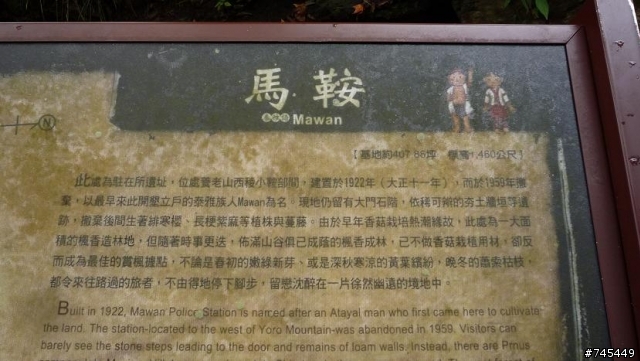 馬鞍
泰雅語 Mawan
N
【基地約407.86坪 標高1,460公尺】
此處為駐在所遺址，位處養老山西稜小鞍部間，建置於1922年（大正十一年），而於1959年廢
棄，以最早來此開墾立戶的泰雅族人Mawan為名。現地仍留有大門石階，依稀可辨的夯土牆垣等遺
跡，廢棄後間生著緋寒櫻、長梗紫麻等植株與蔓藤。由於早年香菇栽培熱潮緣故，此處為一大面
積的楓香造林地，但隨著時事更迭，佈滿山谷俱已成蔭的楓香成林，已不做香菇栽植用材，卻反
而成為最佳的賞楓據點，不論是春初的嫩綠新芽、或是深秋寒涼的黃葉繽紛，晚冬的蕭索枯枝，
都令來往路過的旅者，不由得地停下腳步，留戀沈醉在一片徐然幽遠的境地中。
Built in 1922, Mawan Police Station is named after an Atayal man who first came here to cultivate
the land. The station-located to the west of Yoro Mountain-was abandoned in 1959. Visitors can
barely see the stone steps leading to the door and remains of loam walls. Instead, there are Prnus
#745449